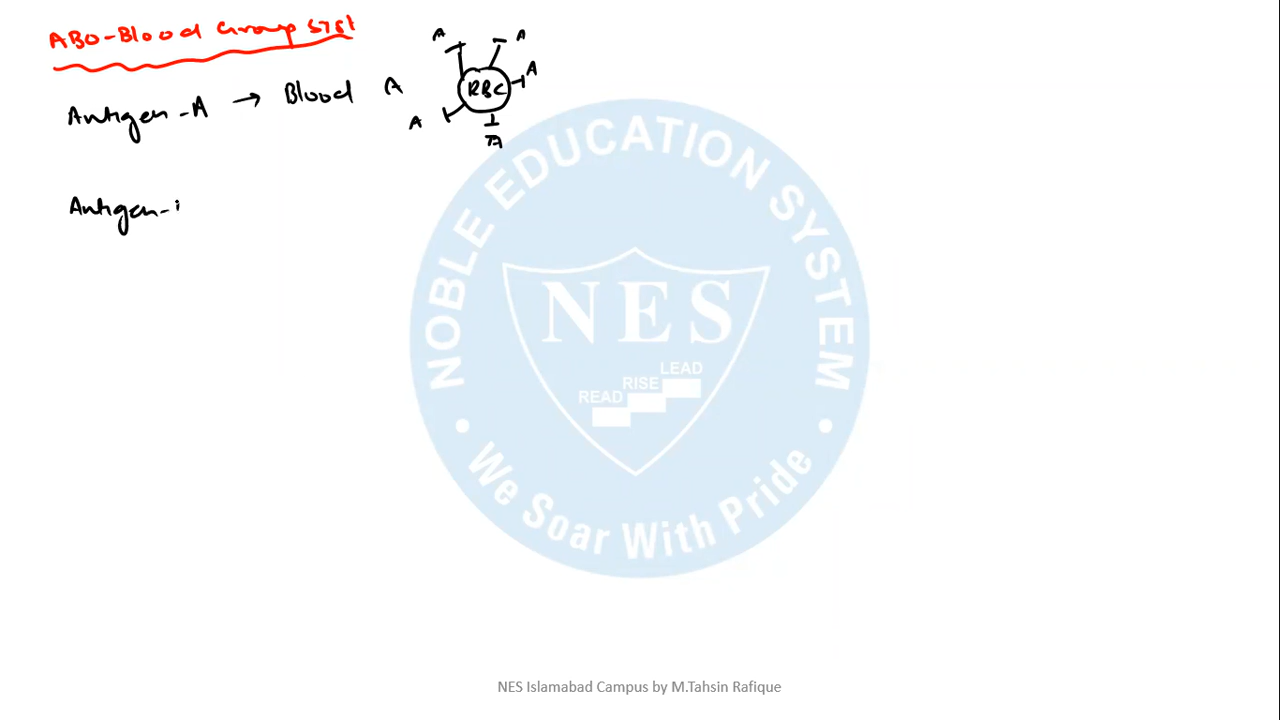 ABO-Blood Group syst
Antigen-A → Blood A
A
A
A
RBC
A
A
Antigen-
NOBLE EDUCATION SYSTEM
NES
LEAD
RISE
READ
• We Soar With Pride •
NES Islamabad Campus by M.Tahsin Rafique